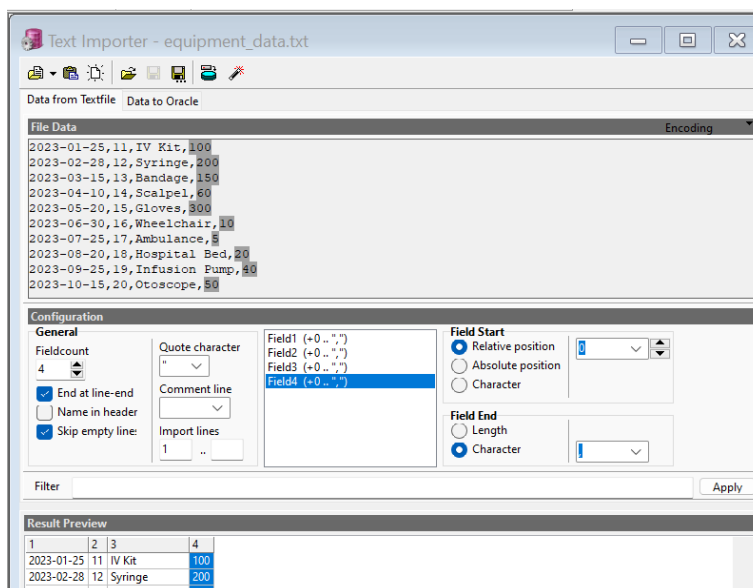 Text Importer - equipment_data.txt
Data from Textfile Data to Oracle
File Data Encoding
2023-01-25,11,IV Kit,100
2023-02-28,12,Syringe,200
2023-03-15,13,Bandage,150
2023-04-10,14,Scalpel,60
2023-05-20,15,Gloves,300
2023-06-30,16,Wheelchair,10
2023-07-25,17,Ambulance,5
2023-08-20,18,Hospital Bed,20
2023-09-25,19,Infusion Pump,40
2023-10-15,20,Otoscope,50
Configuration
General
Fieldcount
4
End at line-end
Name in header
Skip empty lines
Quote character
"
Comment line
Import lines
1 ..
Field1 (+0 .. ",")
Field2 (+0 .. ",")
Field3 (+0 .. ",")
Field4 (+0 .. ",")
Field Start
Relative position 0
Absolute position
Character
Field End
Length
Character ,
Filter Apply
Result Preview
1 2 3 4
2023-01-25 11 IV Kit 100
2023-02-28 12 Syringe 200